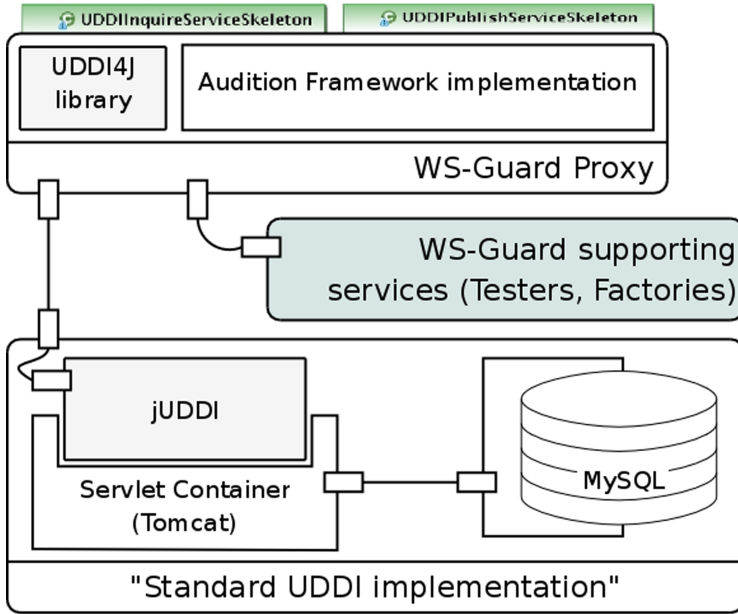 UDDIInquireServiceSkeleton
UDDIPublishServiceSkeleton
UDDI4J
library
Audition Framework implementation
WS-Guard Proxy
WS-Guard supporting
services (Testers, Factories)
jUDDI
Servlet Container
(Tomcat)
MySQL
"Standard UDDI implementation"